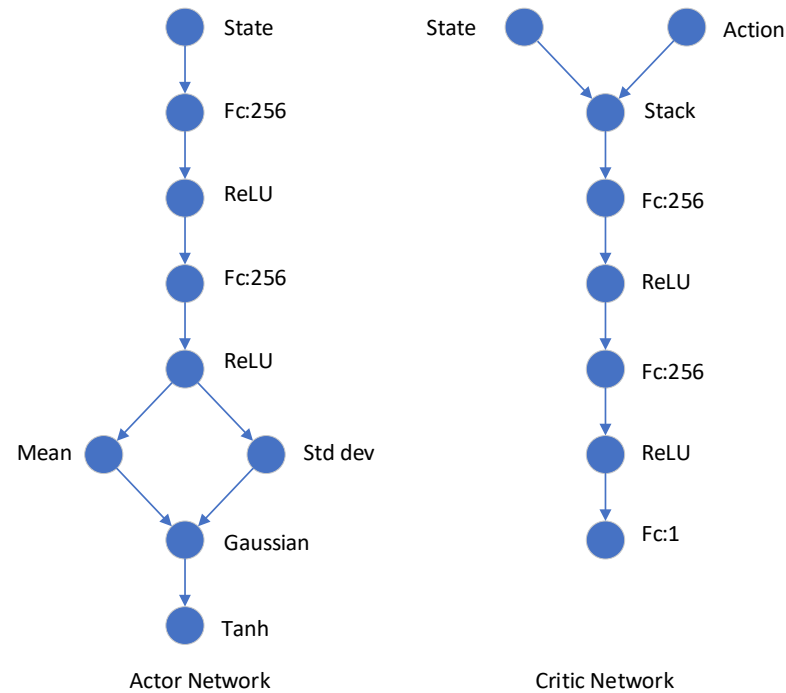 State
Fc:256
ReLU
Fc:256
ReLU
Mean
Std dev
Gaussian
Tanh
Actor Network
State
Action
Stack
Fc:256
ReLU
Fc:256
ReLU
Fc:1
Critic Network